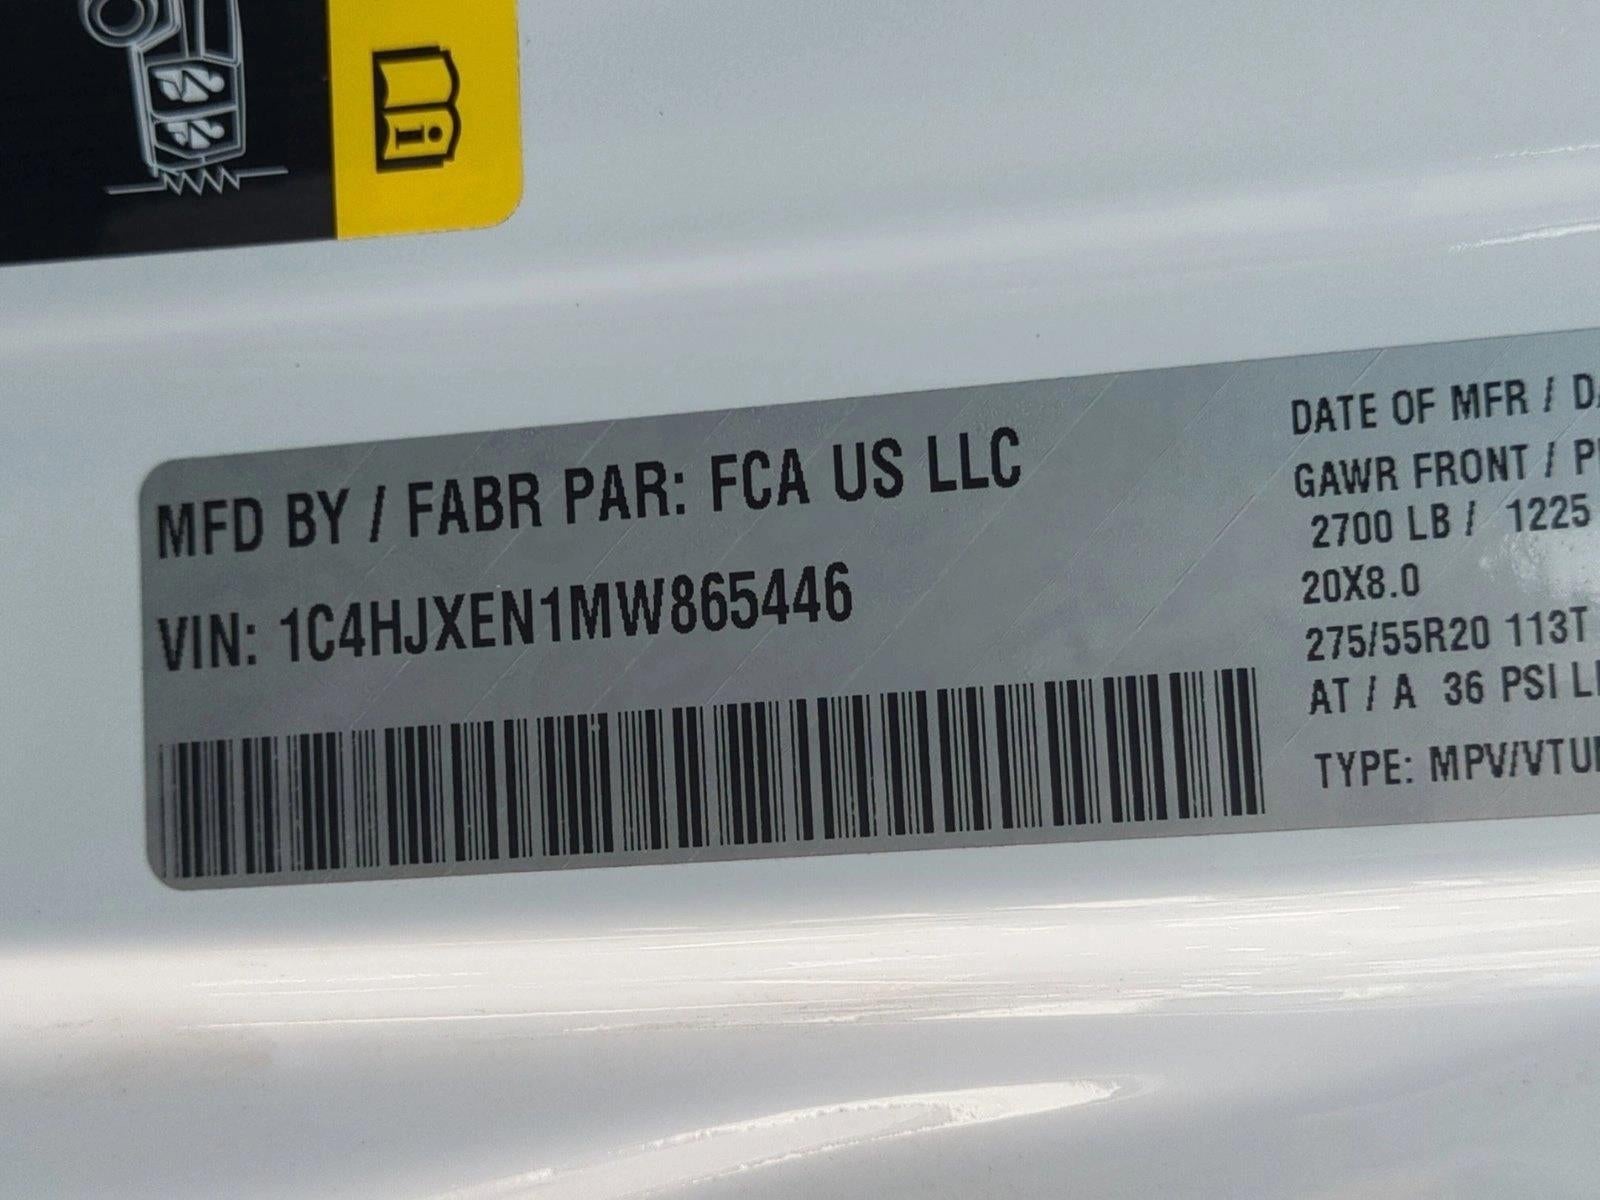 MFD BY / FABR PAR: FCA US LLC
VIN: 1C4HJXEN1MW865446
DATE OF MFR /
GAWR FRONT /
2700 LB / 1225
20X8.0
275/55R20 113T
AT / A 36 PSI
TYPE: MPV/VTUM